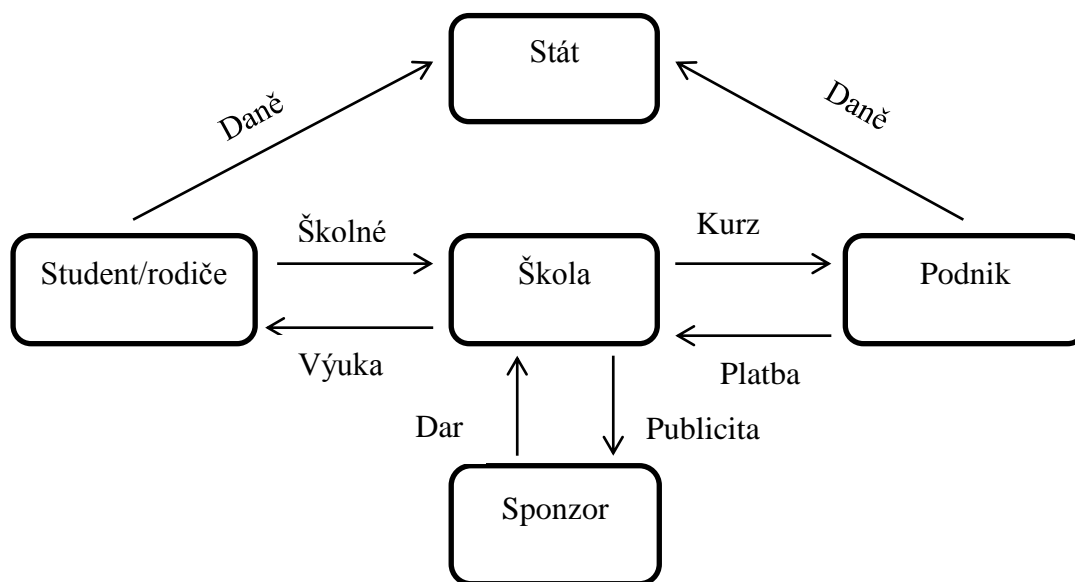 Stát
Daně
Daně
Školné
Kurz
Student/rodiče
Škola
Podnik
Výuka
Platba
Dar
Publicita
Sponzor